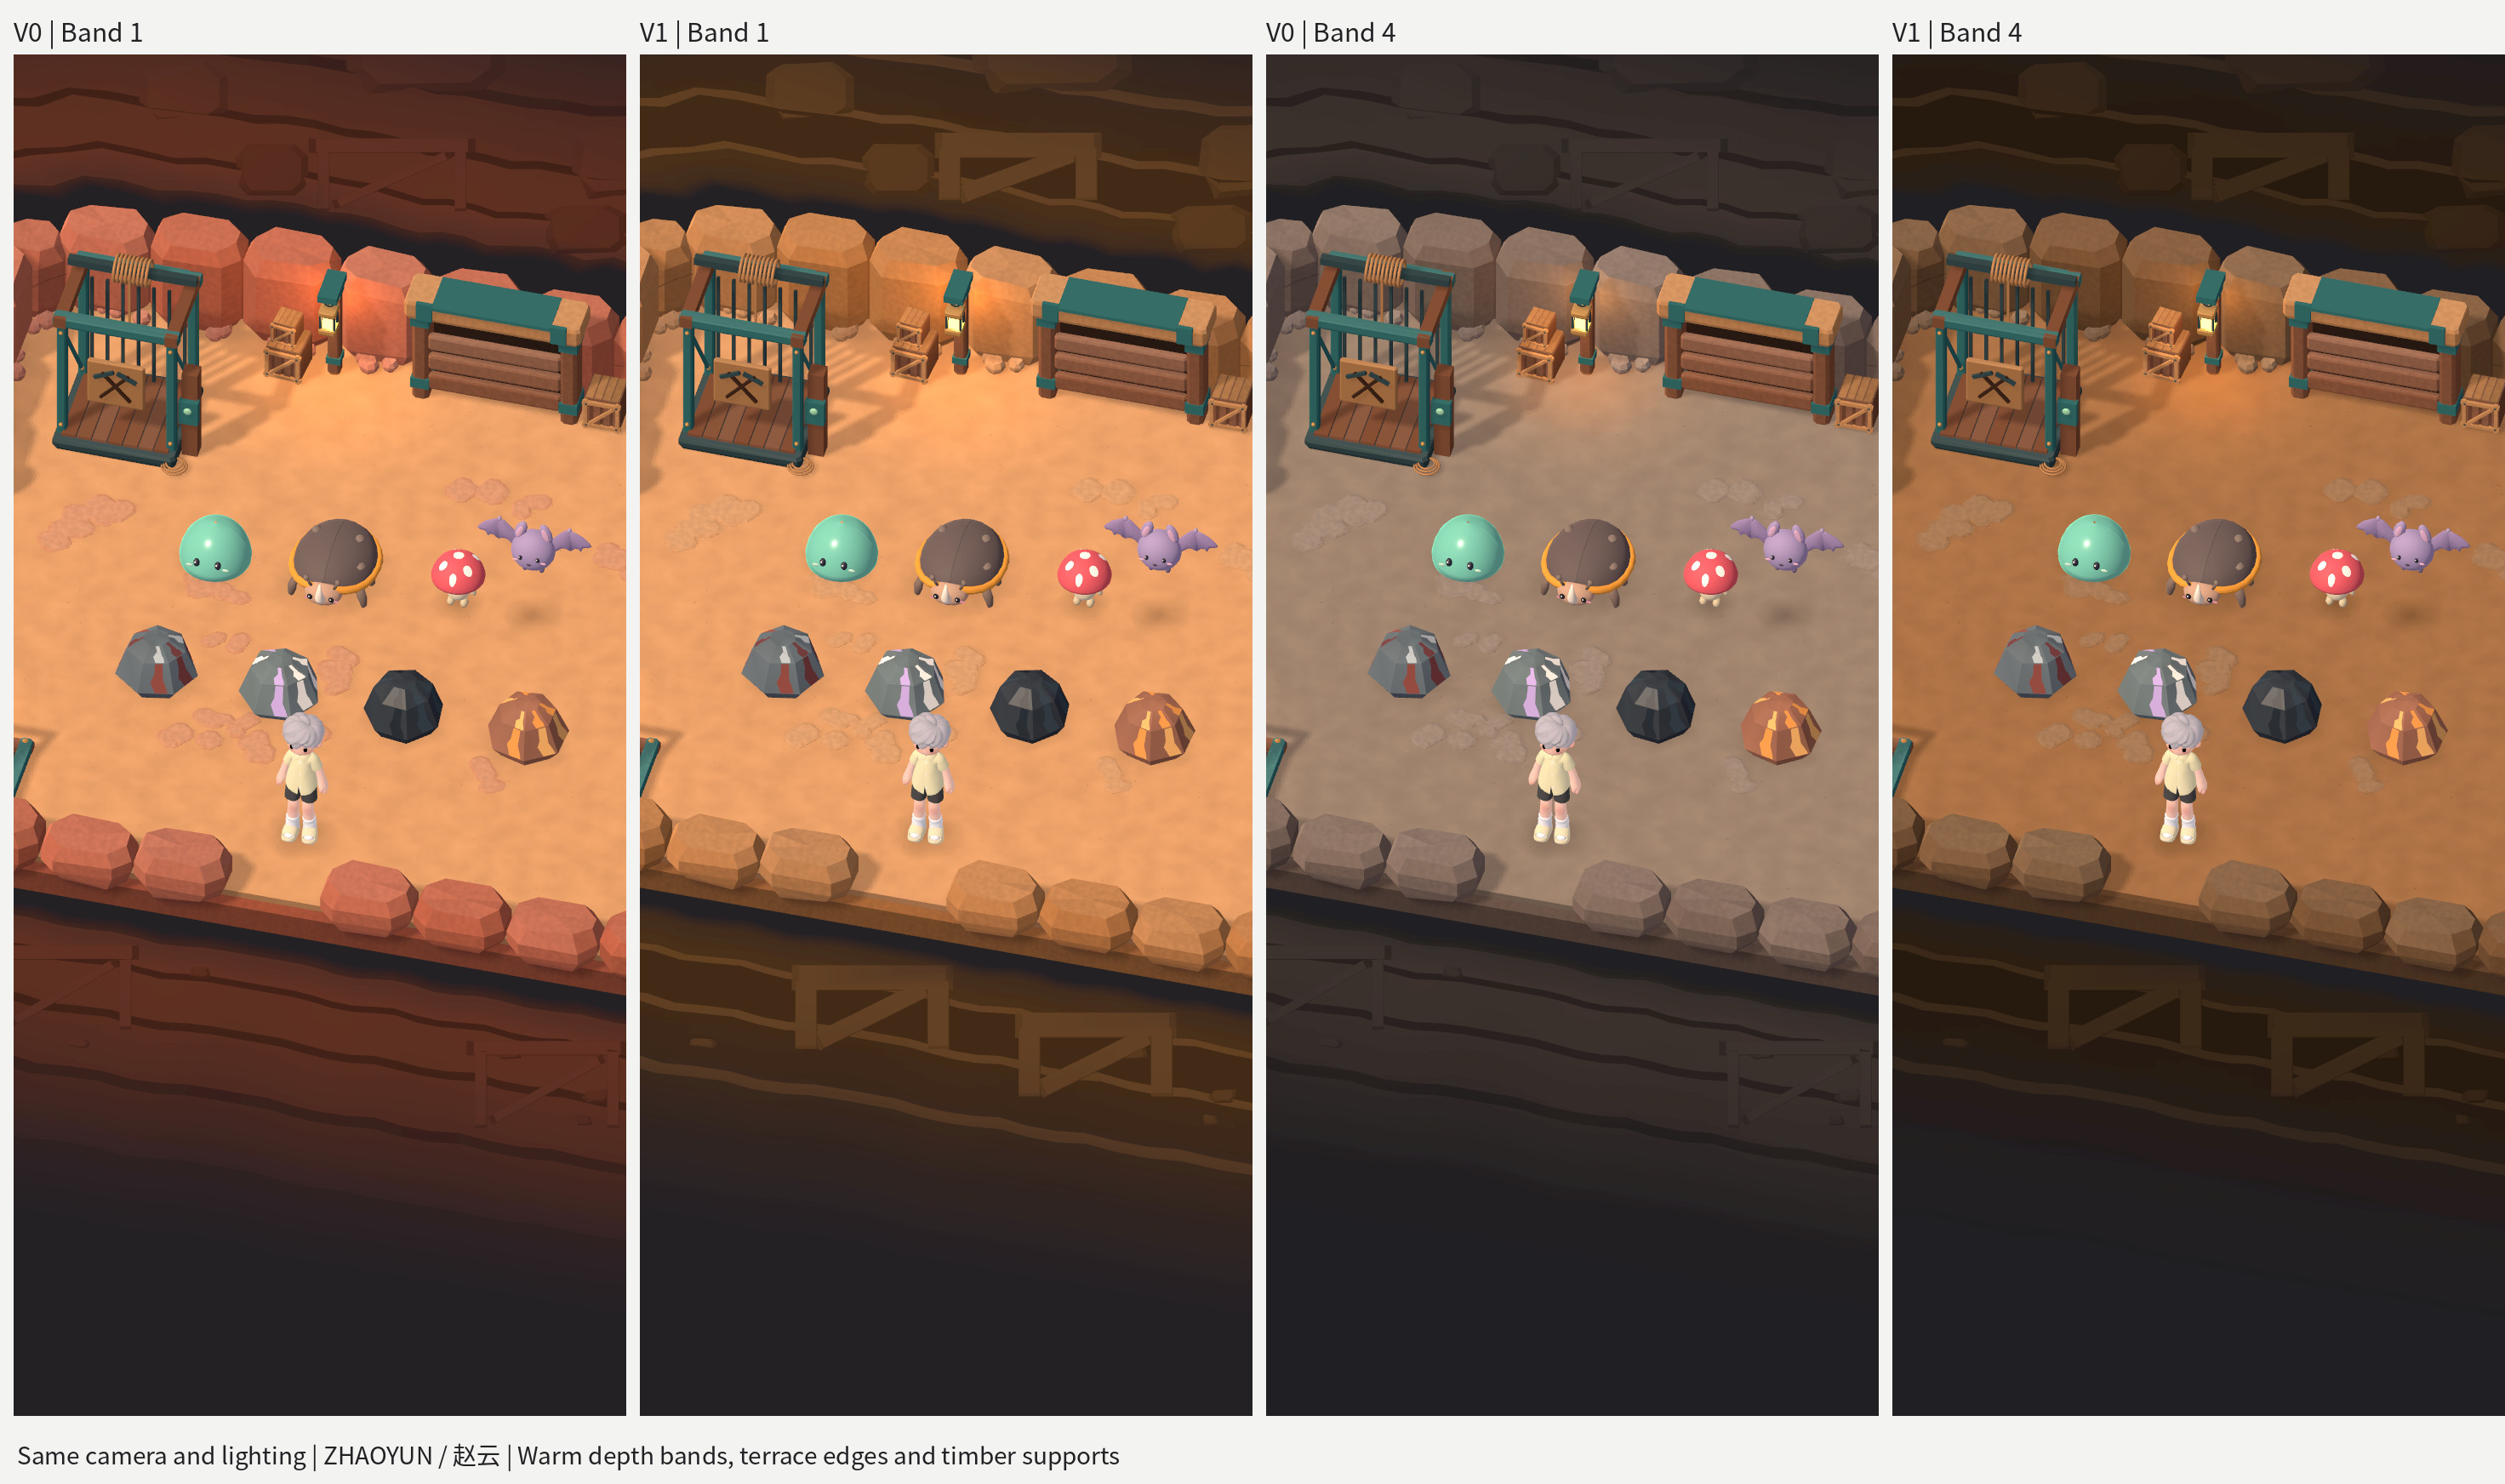 V0 | Band 1
V1 | Band 1
V0 | Band 4
V1 | Band 4
Same camera and lighting | ZHAOYUN / 赵云 | Warm depth bands, terrace edges and timber supports